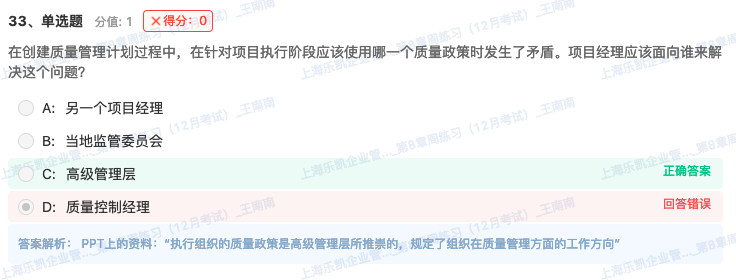 33、单选题 分值: 1 ✕得分：0
在创建质量管理计划过程中，在针对项目执行阶段应该使用哪一个质量政策时发生了矛盾。项目经理应该面向谁来解
决这个问题？
A: 另一个项目经理
B: 当地监管委员会
C: 高级管理层 正确答案
D: 质量控制经理 回答错误
答案解析： PPT上的资料：“执行组织的质量政策是高级管理层所推崇的，规定了组织在质量管理方面的工作方向“
上海乐凯企业管..._第8章周练习（12月考试）_王南南